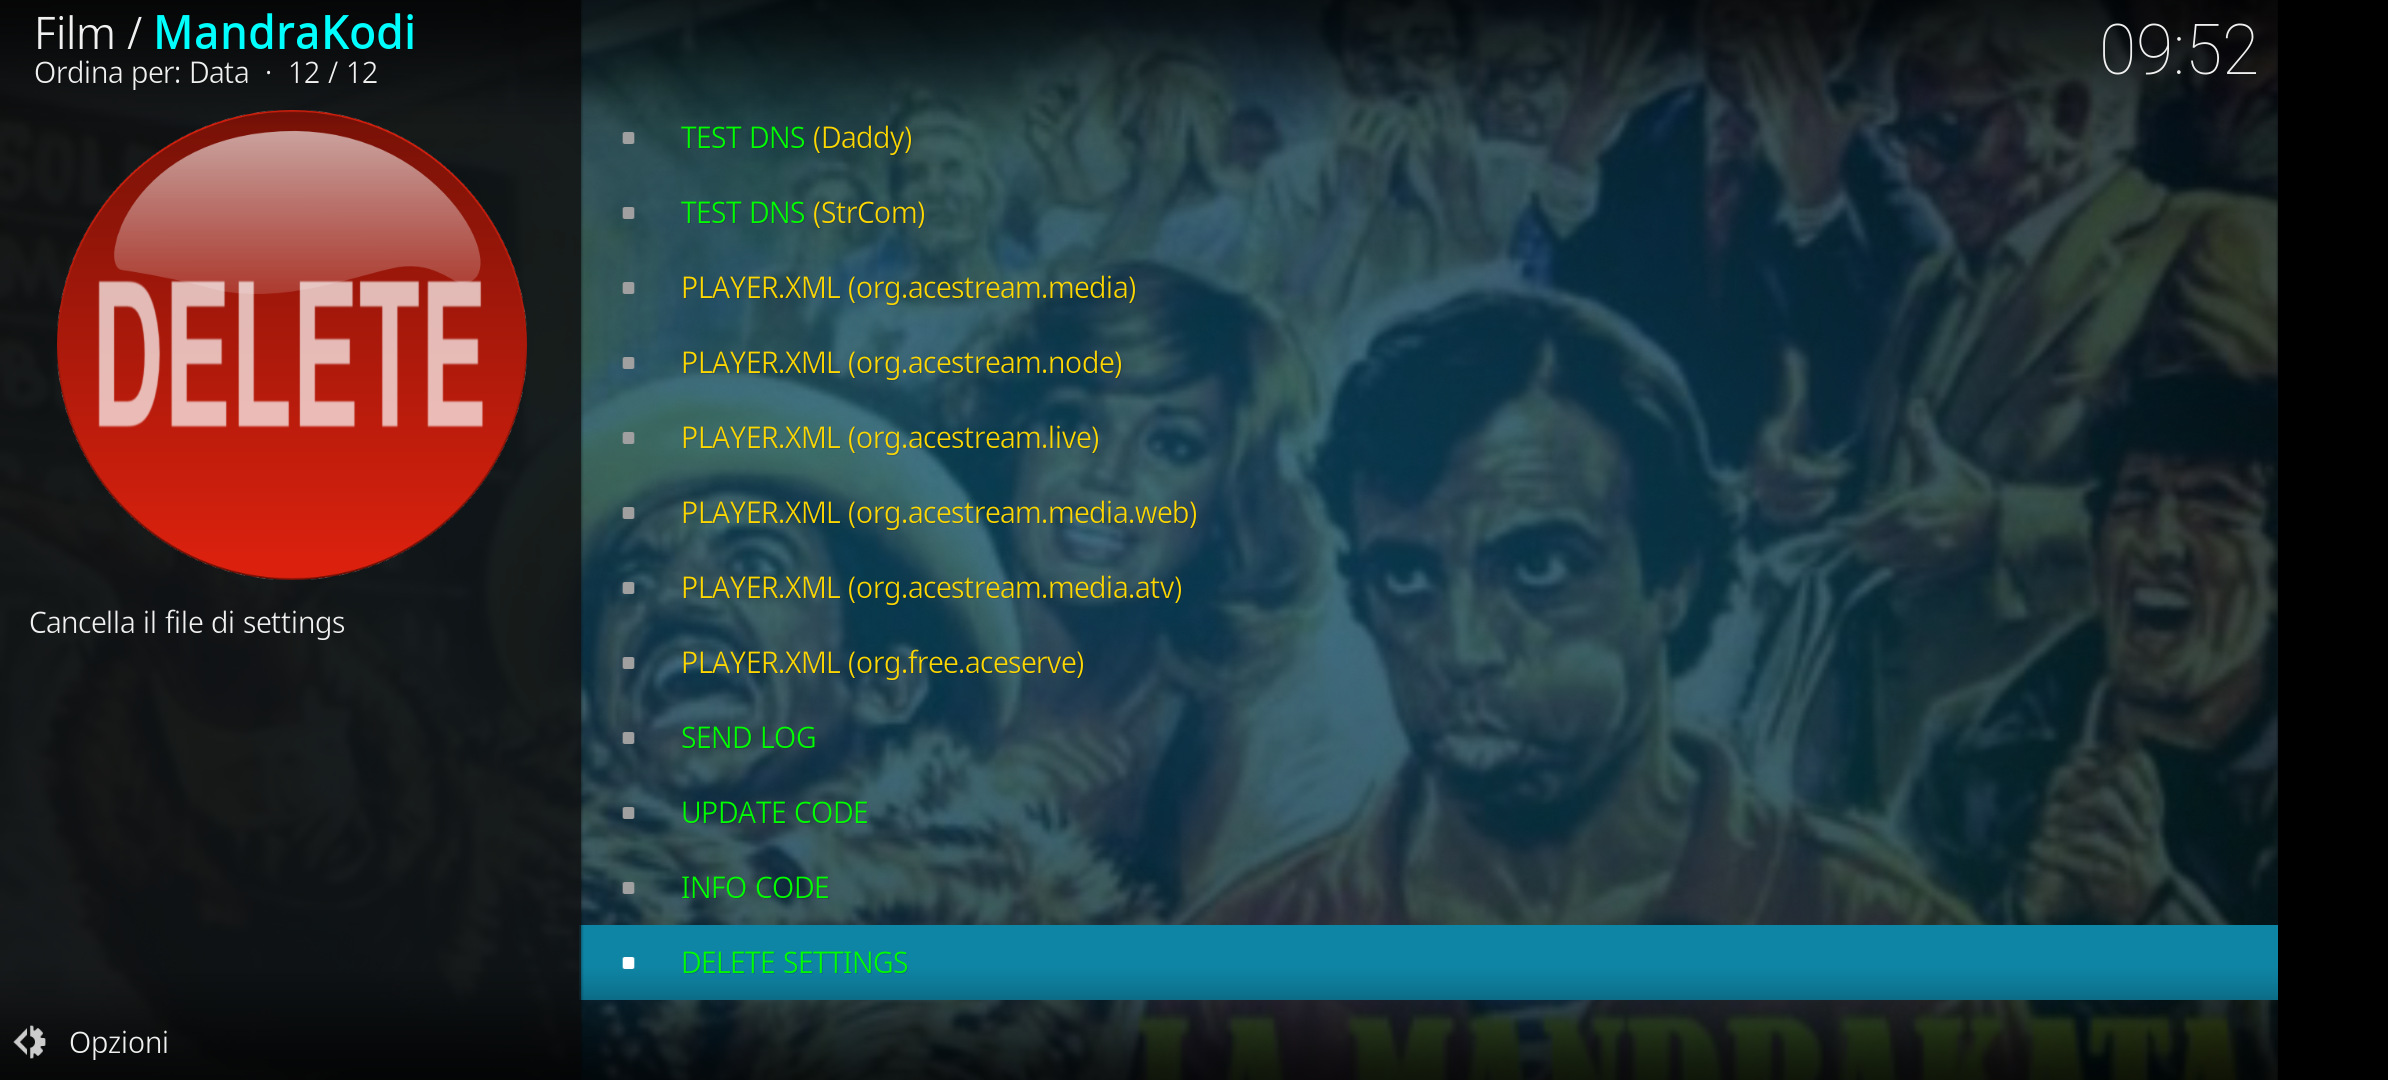 Film / MandraKodi
Ordina per: Data · 12 / 12
09:52
DELETE
Cancella il file di settings
TEST DNS (Daddy)
TEST DNS (StrCom)
PLAYER.XML (org.acestream.media)
PLAYER.XML (org.acestream.node)
PLAYER.XML (org.acestream.live)
PLAYER.XML (org.acestream.media.web)
PLAYER.XML (org.acestream.media.atv)
PLAYER.XML (org.free.aceserve)
SEND LOG
UPDATE CODE
INFO CODE
DELETE SETTINGS
Opzioni
LA MANDRAKATA